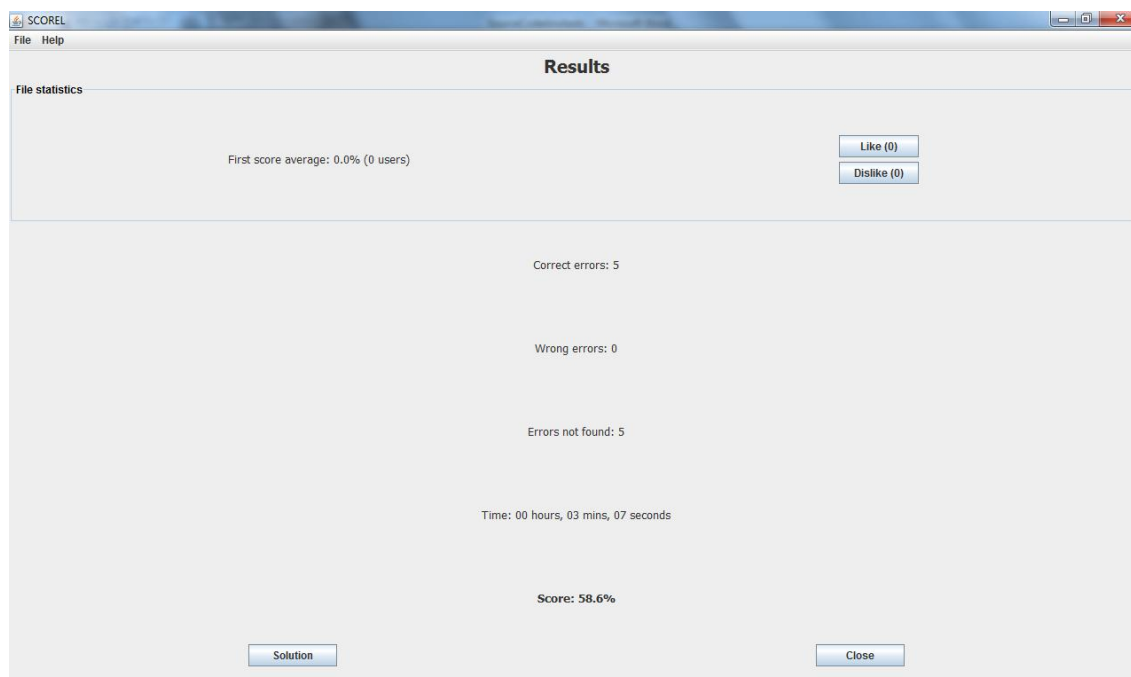 SCOREL
File Help
Results
File statistics
First score average: 0.0% (0 users)
Like (0)
Dislike (0)
Correct errors: 5
Wrong errors: 0
Errors not found: 5
Time: 00 hours, 03 mins, 07 seconds
Score: 58.6%
Solution Close